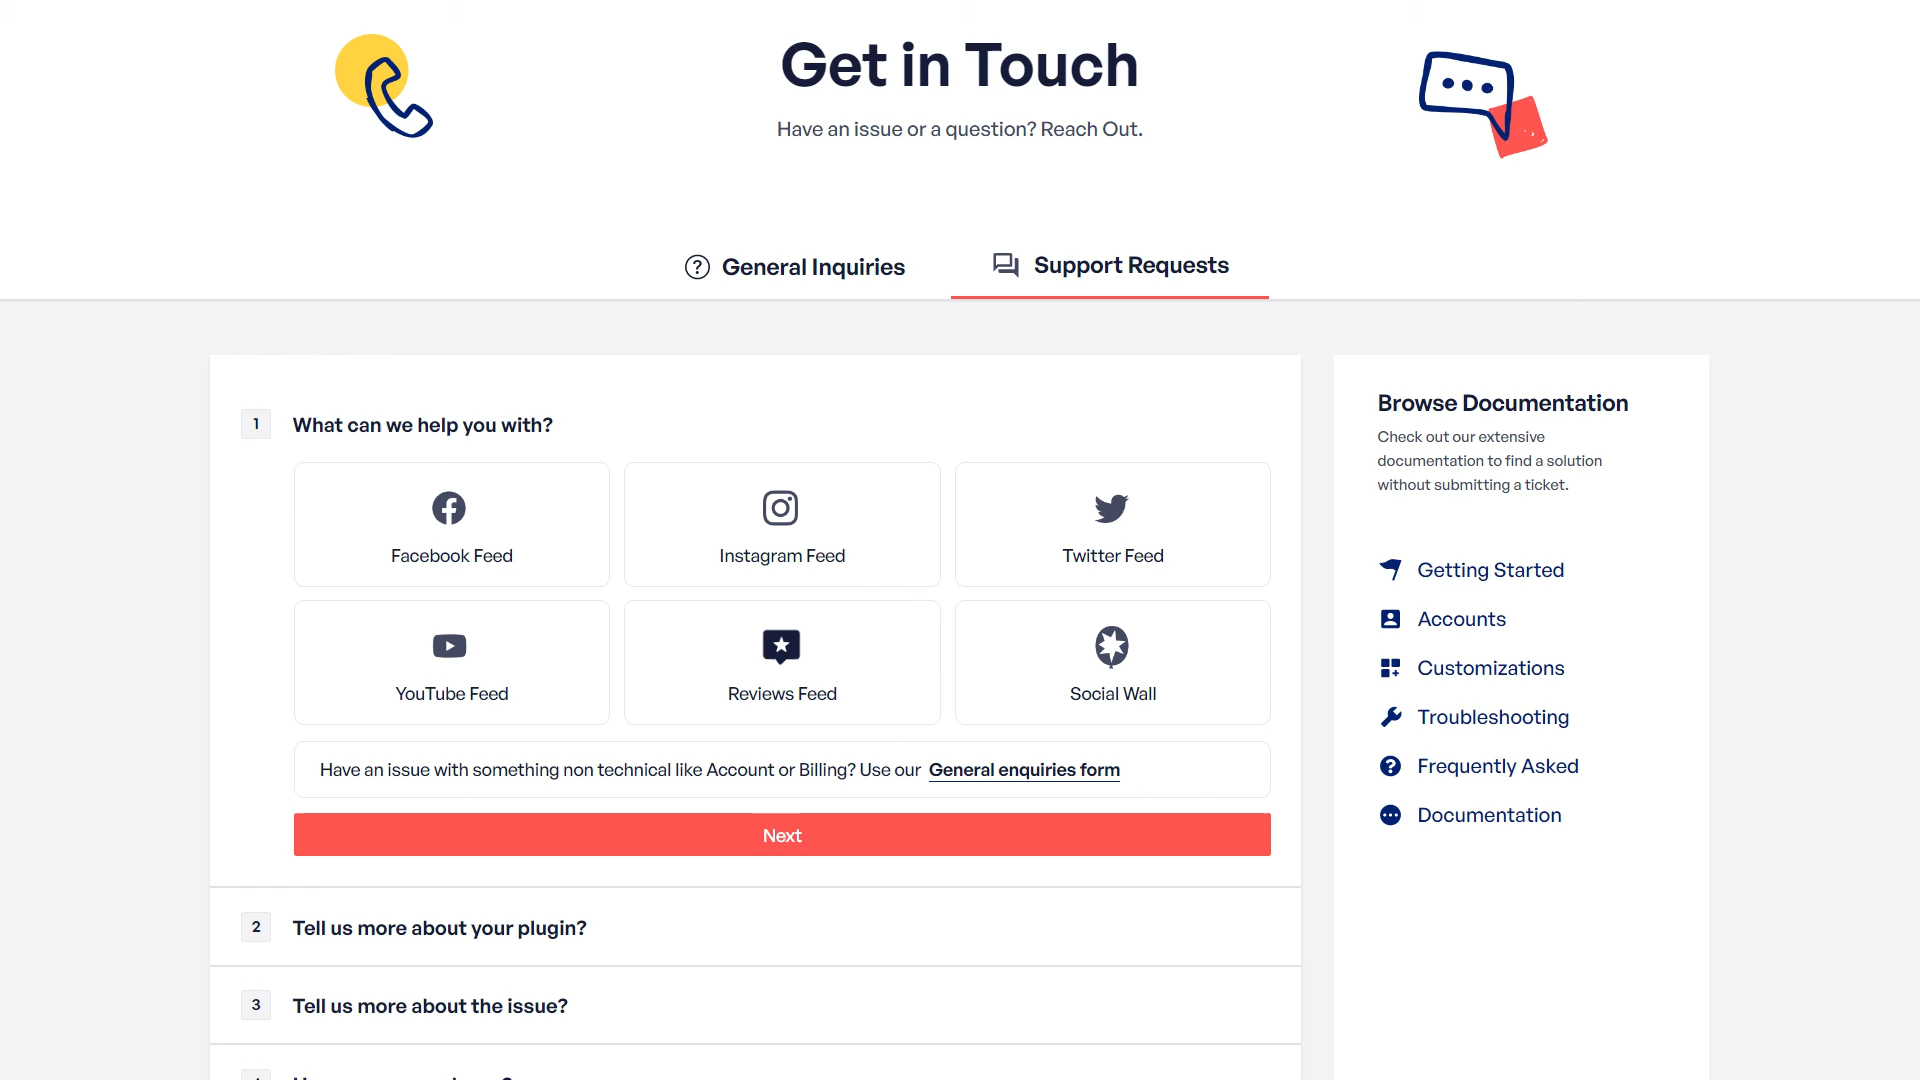 Get in Touch
Have an issue or a question? Reach Out.
General Inquiries
Support Requests
1
What can we help you with?
Facebook Feed
Instagram Feed
Twitter Feed
YouTube Feed
Reviews Feed
Social Wall
Have an issue with something non technical like Account or Billing? Use our General enquiries form
Next
2
Tell us more about your plugin?
3
Tell us more about the issue?
Browse Documentation
Check out our extensive
documentation to find a solution
without submitting a ticket.
Getting Started
Accounts
Customizations
Troubleshooting
Frequently Asked
Documentation